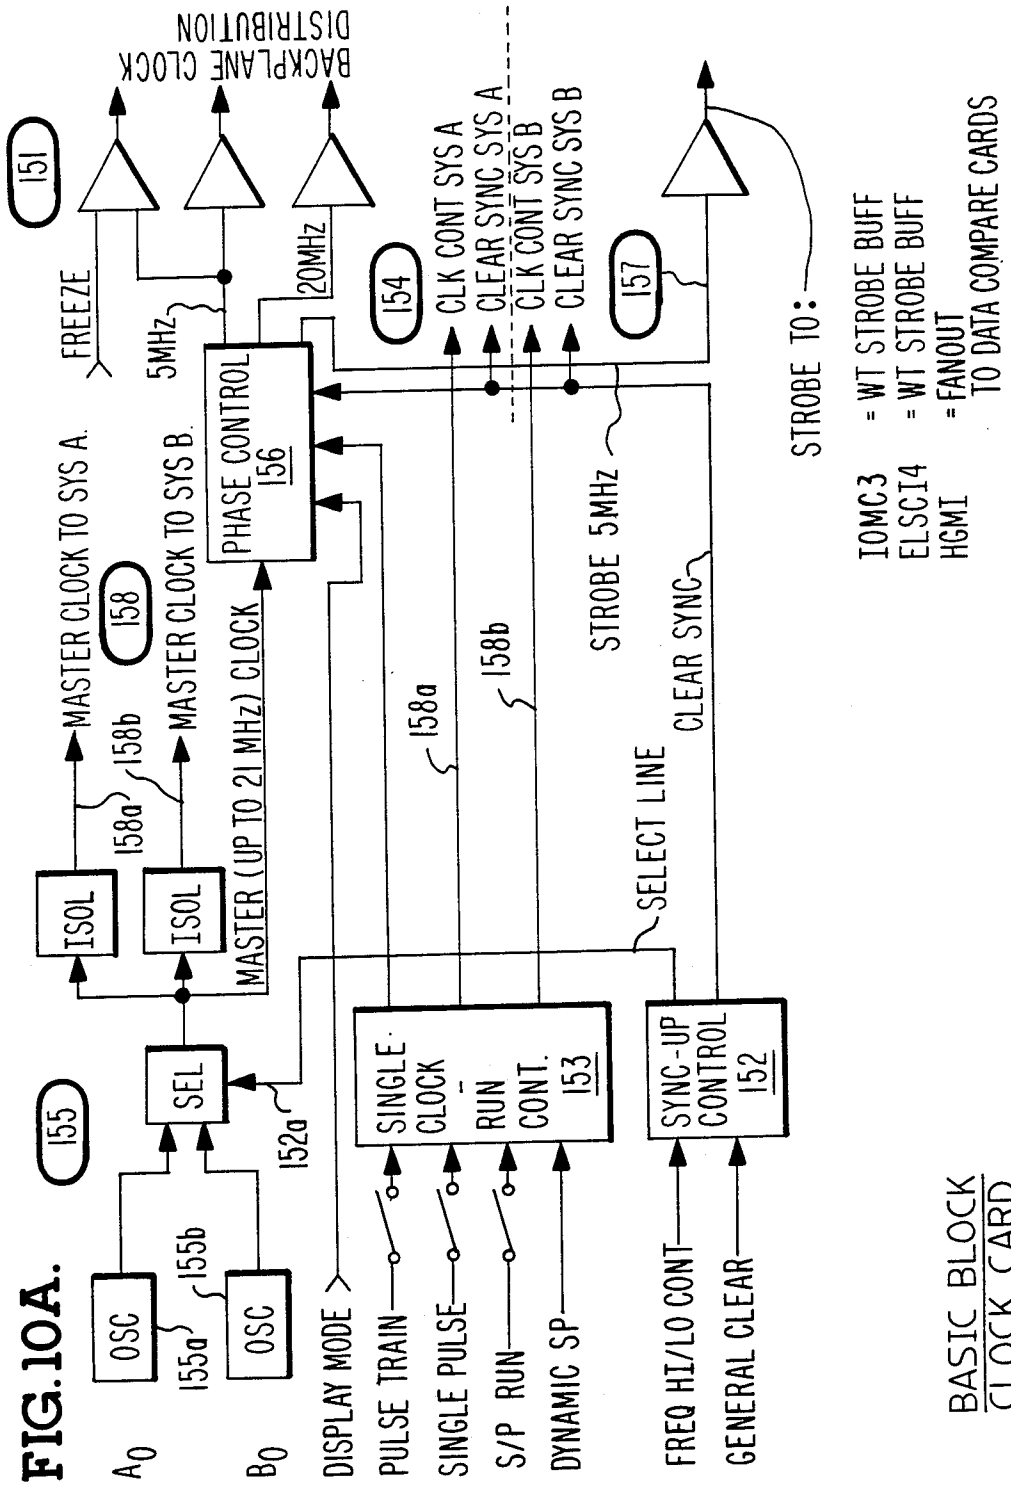 FIG.10A.
155
A0
OSC
155a
155b
B0
OSC
SEL
152a
ISOL
ISOL
158a
158b
MASTER CLOCK TO SYS A.
158
MASTER CLOCK TO SYS B.
MASTER (UP TO 21 MHz) CLOCK
FREEZE
151
5MHz
20MHz
BACKPLANE CLOCK
DISTRIBUTION
PHASE CONTROL
156
DISPLAY MODE
PULSE TRAIN
SINGLE PULSE
S/P RUN
DYNAMIC SP
SINGLE.
CLOCK
-
RUN
CONT.
153
158a
158b
154
CLK CONT SYS A
CLEAR SYNC SYS A
CLK CONT SYS B
CLEAR SYNC SYS B
157
FREQ HI/LO CONT
GENERAL CLEAR
SYNC-UP
CONTROL
152
SELECT LINE
CLEAR SYNC
STROBE 5MHz
STROBE TO:
IOMC3 = WT STROBE BUFF
ELSCI4 = WT STROBE BUFF
HGMI = FANOUT
TO DATA COMPARE CARDS
BASIC BLOCK
CLOCK CARD